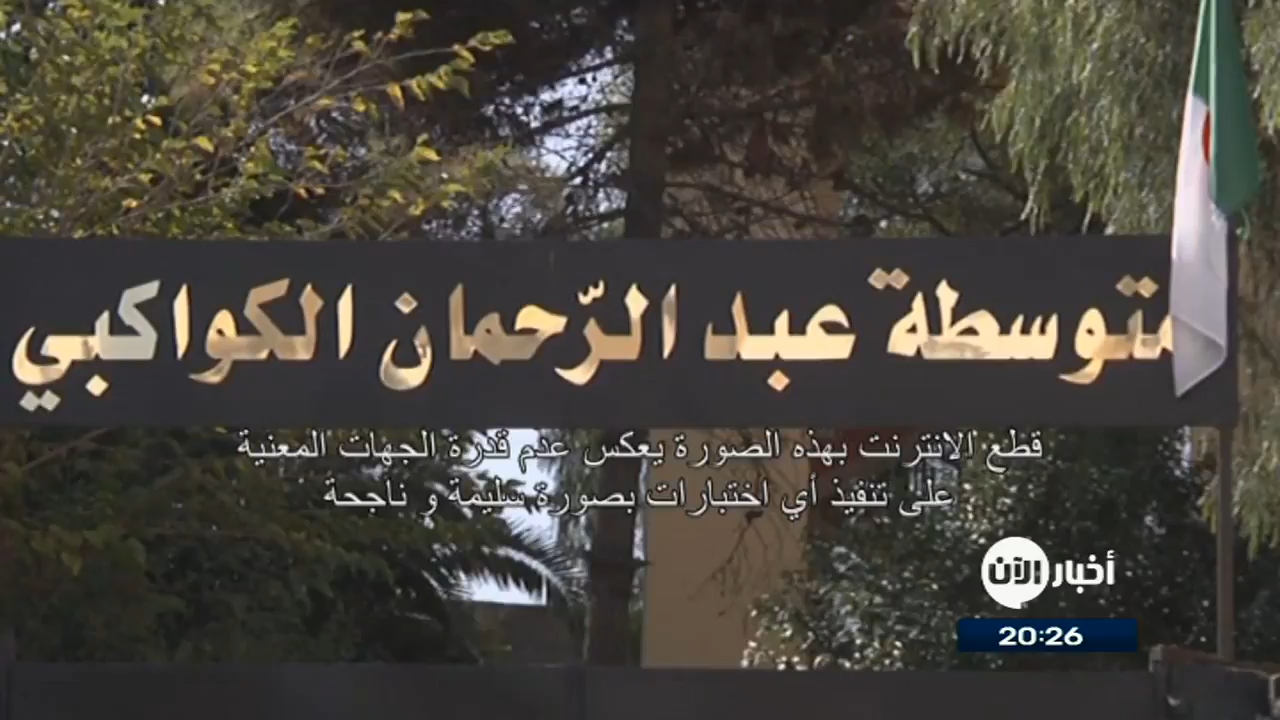 متوسطة عبد الرّحمان الكواكبي
قطع الانترنت بهذه الصورة يعكس عدم قدرة الجهات المعنية
على تنفيذ أي اختبارات بصورة سليمة و ناجحة
أخبار الآن
20:26